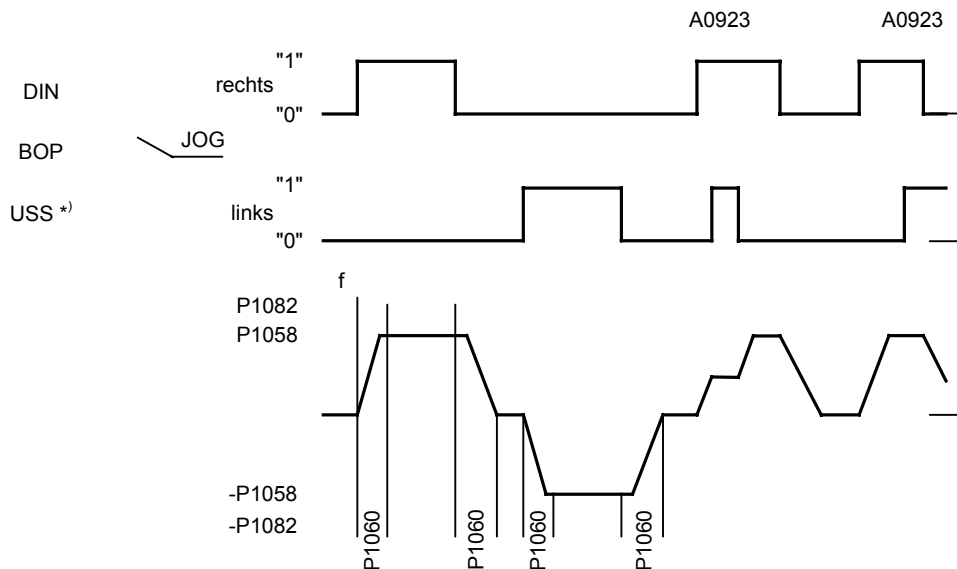 A0923 A0923
"1"
DIN rechts
"0"
BOP JOG
"1"
USS *) links
"0"
f
P1082
P1058
-P1058
-P1082
P1060 P1060 P1060 P1060